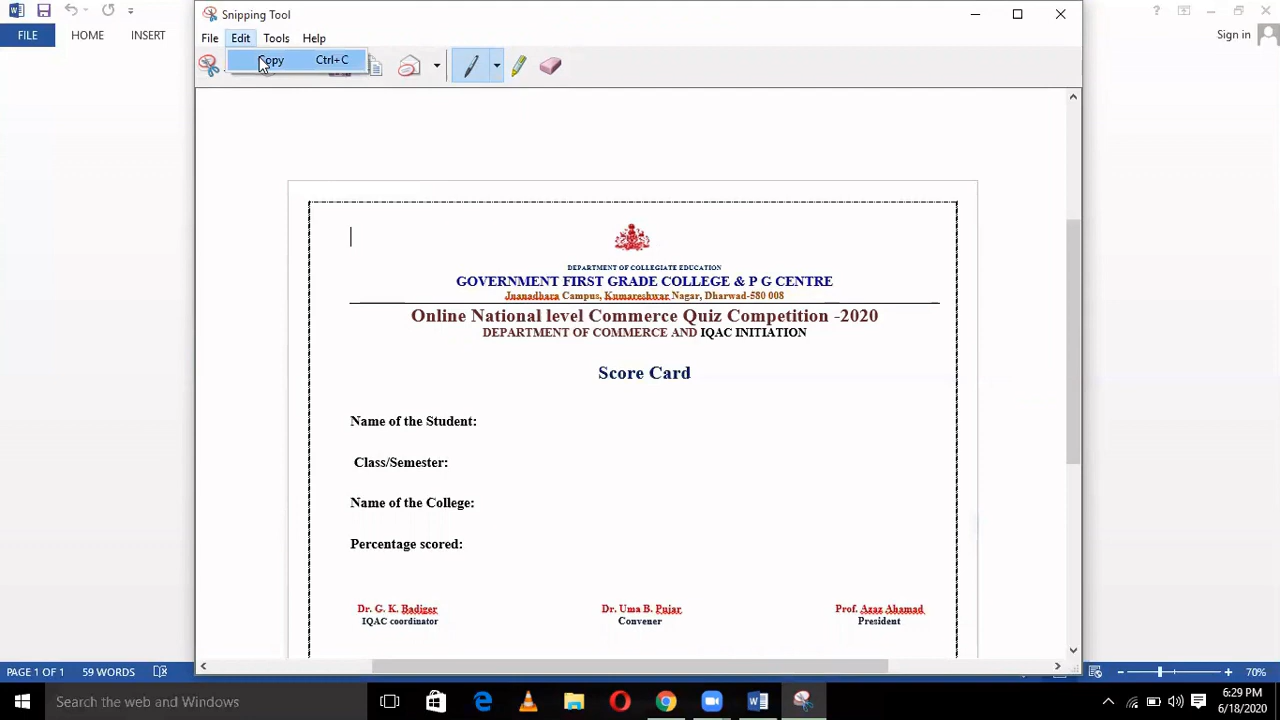 Snipping Tool
File Edit Tools Help
Copy Ctrl+C
FILE HOME INSERT
Sign in
DEPARTMENT OF COLLEGIATE EDUCATION
GOVERNMENT FIRST GRADE COLLEGE & P G CENTRE
Jnanadhara Campus, Kumareshwar Nagar, Dharwad-580 008
Online National level Commerce Quiz Competition -2020
DEPARTMENT OF COMMERCE AND IQAC INITIATION
Score Card
Name of the Student:
Class/Semester:
Name of the College:
Percentage scored:
Dr. G. K. Badiger Dr. Uma B. Pujar Prof. Azaz Ahamad
IQAC coordinator Convener President
PAGE 1 OF 1 59 WORDS 70%
Search the web and Windows
6:29 PM
6/18/2020